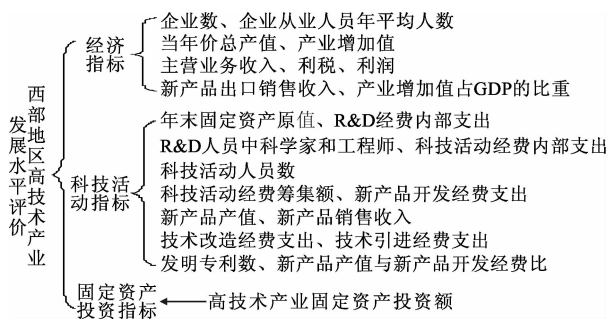 西部地区高技术产业
发展水平评价
经济
指标
企业数、企业从业人员年平均人数
当年价总产值、产业增加值
主营业务收入、利税、利润
新产品出口销售收入、产业增加值占GDP的比重
科技活
动指标
年末固定资产原值、R&D经费内部支出
R&D人员中科学家和工程师、科技活动经费内部支出
科技活动人员数
科技活动经费筹集额、新产品开发经费支出
新产品产值、新产品销售收入
技术改造经费支出、技术引进经费支出
发明专利数、新产品产值与新产品开发经费比
固定资产
投资指标
高技术产业固定资产投资额